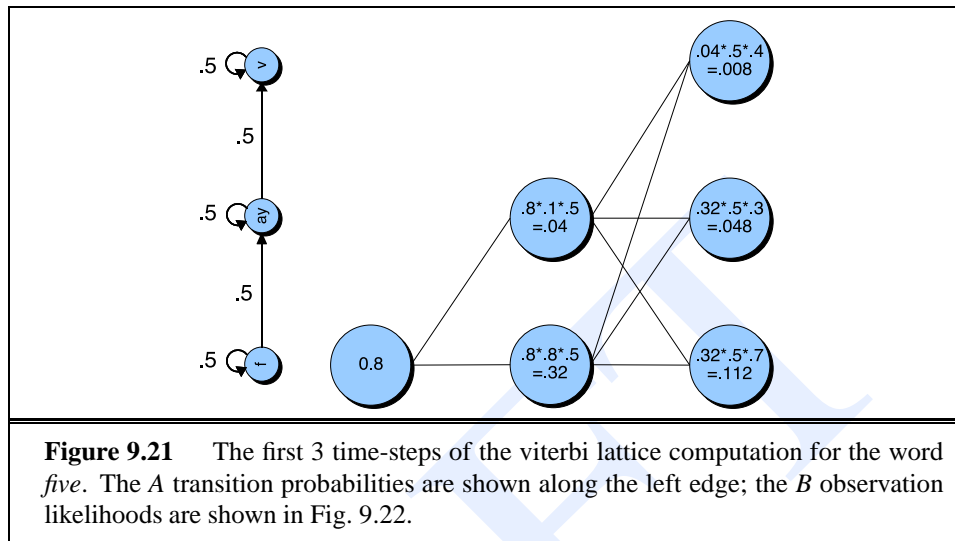 .04*.5*.4
=.008
.5
v
.5
.8*.1*.5
=.04
.32*.5*.3
=.048
.5
ay
.5
0.8
.8*.8*.5
=.32
.32*.5*.7
=.112
.5
f
Figure 9.21 The first 3 time-steps of the viterbi lattice computation for the word
five. The A transition probabilities are shown along the left edge; the B observation
likelihoods are shown in Fig. 9.22.